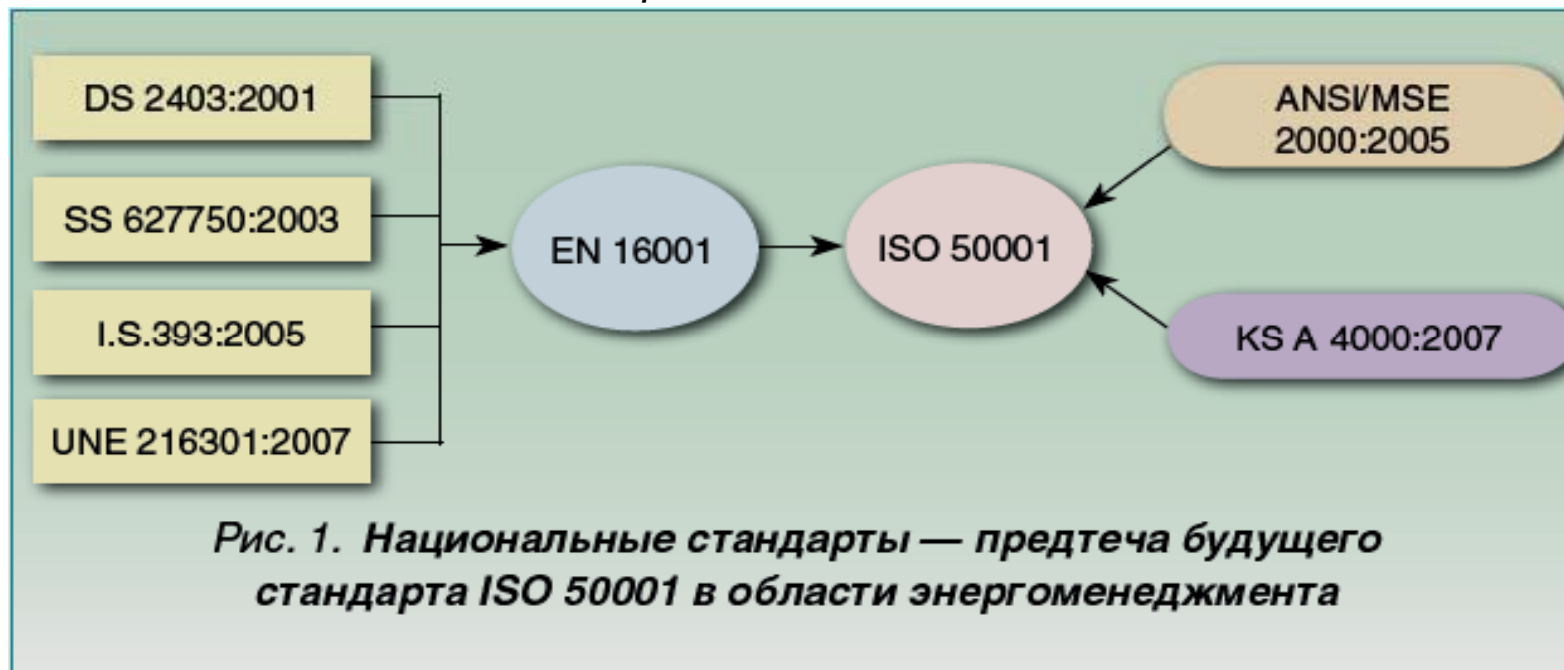 DS 2403:2001
SS 627750:2003
I.S.393:2005
UNE 216301:2007
EN 16001
ISO 50001
ANSI/MSE
2000:2005
KS A 4000:2007
Рис. 1. Национальные стандарты — предтеча будущего
стандарта ISO 50001 в области энергоменеджмента